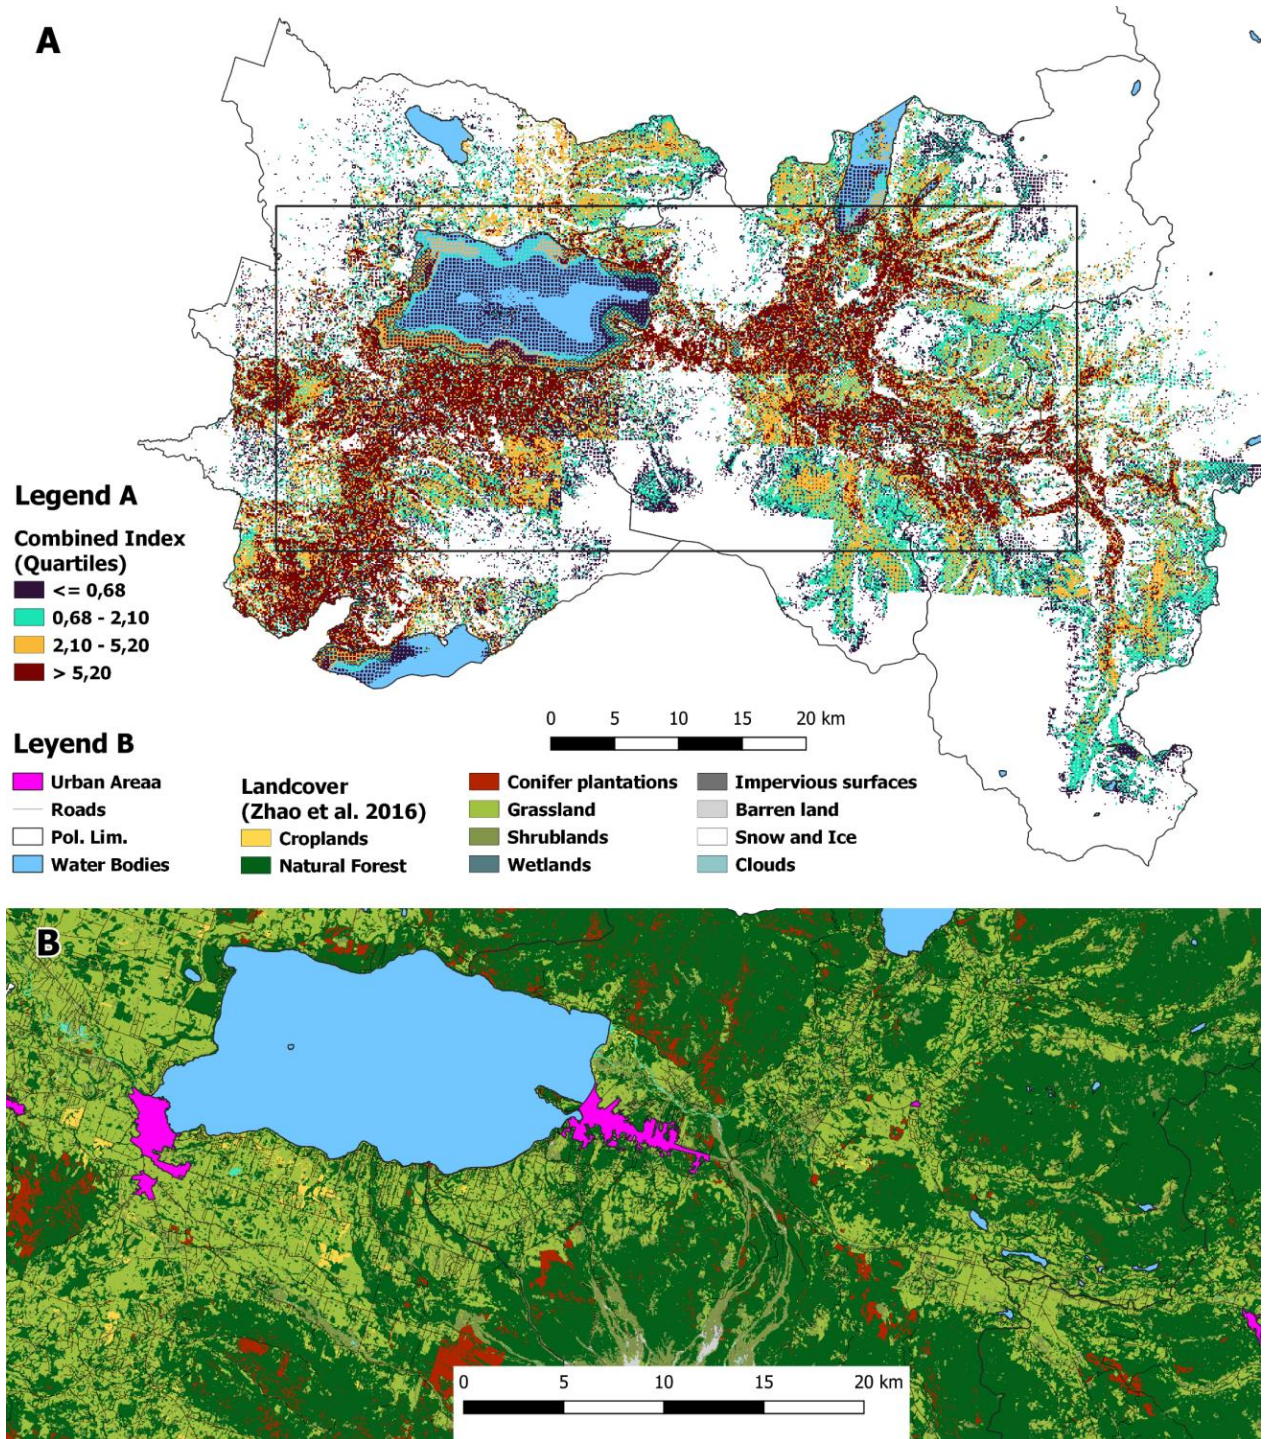 A
Legend A
Combined Index
(Quartiles)
<= 0,68
0,68 - 2,10
2,10 - 5,20
> 5,20
0 5 10 15 20 km
Leyend B
Urban Areaa
Roads
Pol. Lim.
Water Bodies
Landcover
(Zhao et al. 2016)
Croplands
Natural Forest
Conifer plantations
Grassland
Shrublands
Wetlands
Impervious surfaces
Barren land
Snow and Ice
Clouds
B
0 5 10 15 20 km